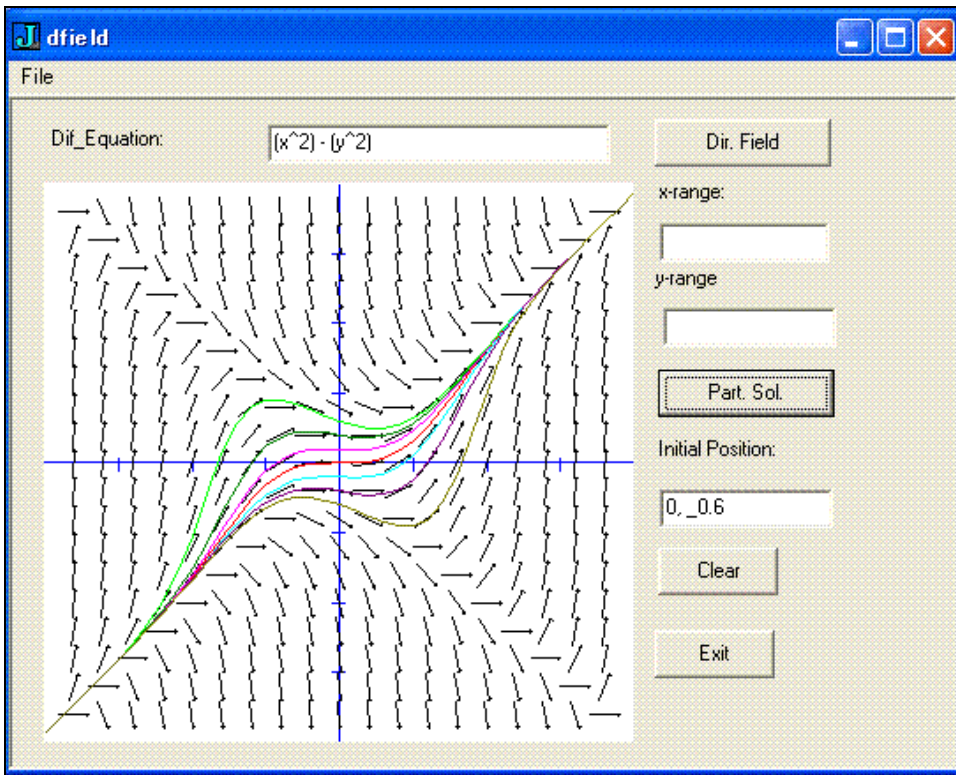 dfield
File
Dif_Equation:
(x^2) - (y^2)
Dir. Field
x-range:
y-range
Part. Sol.
Initial Position:
0, _0.6
Clear
Exit